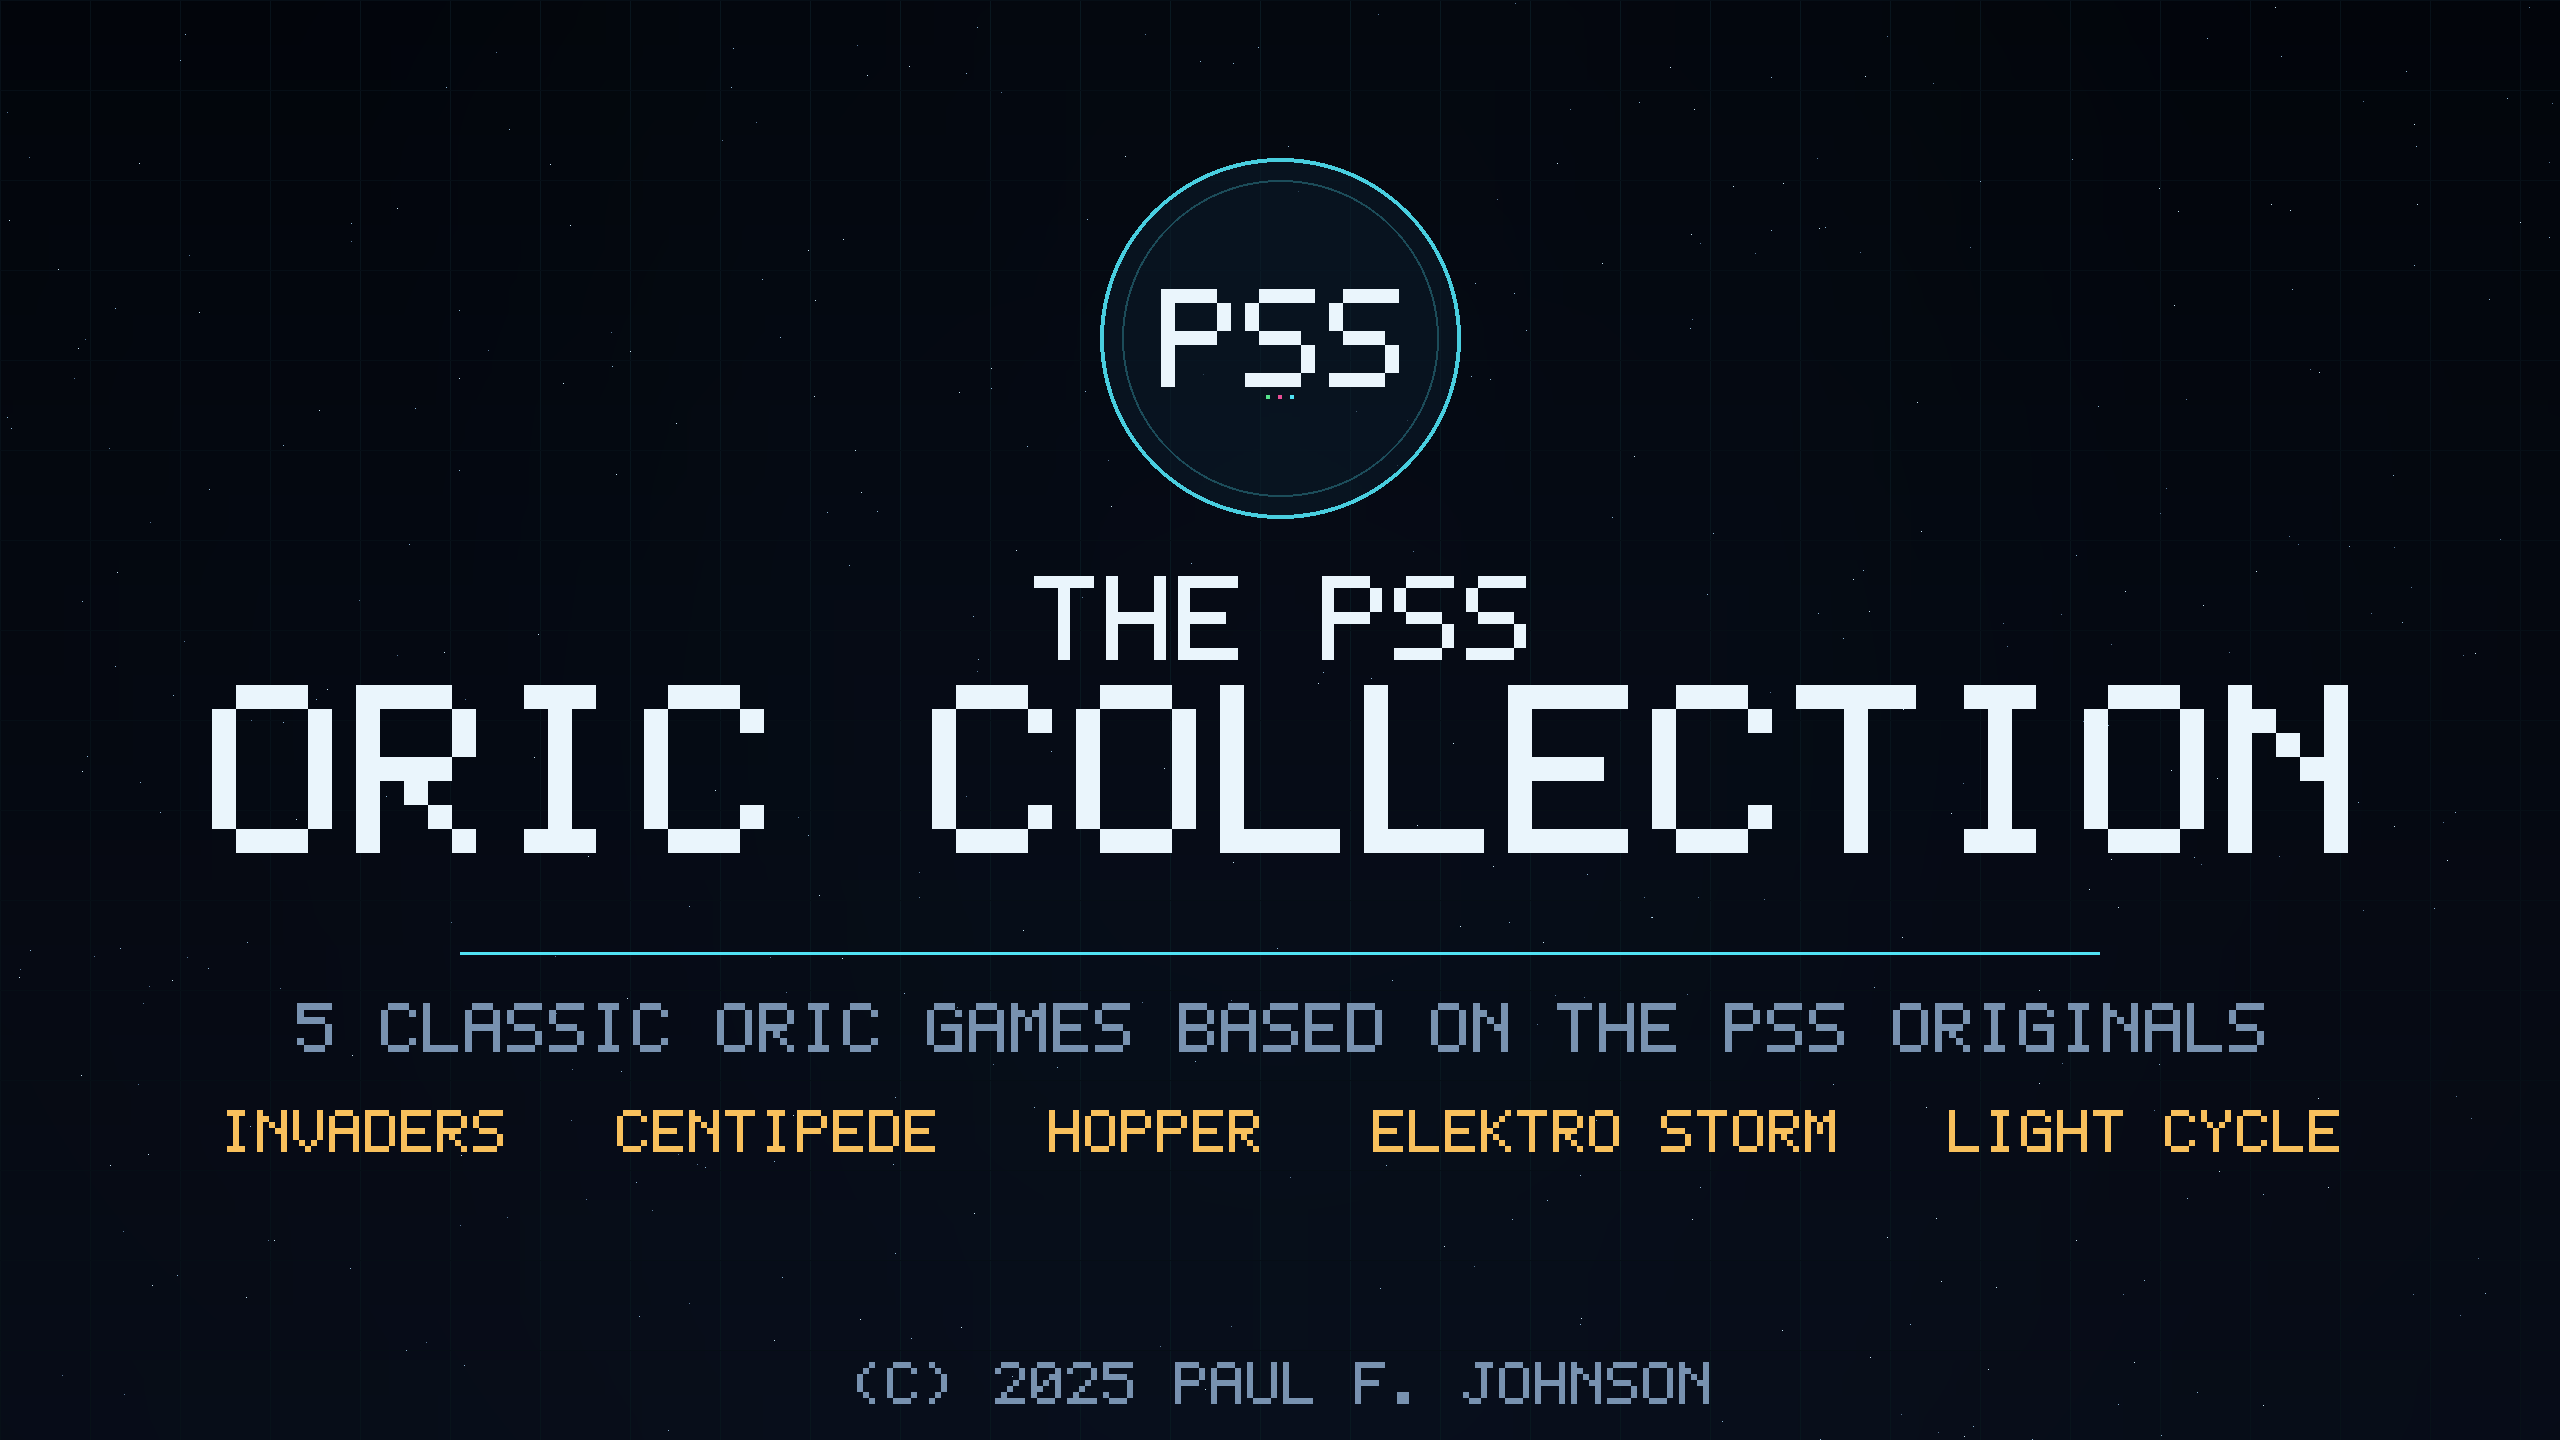 PSS
THE PSS
ORIC COLLECTION
5 CLASSIC ORIC GAMES BASED ON THE PSS ORIGINALS
INVADERS CENTIPEDE HOPPER ELEKTRO STORM LIGHT CYCLE
(C) 2025 PAUL F. JOHNSON